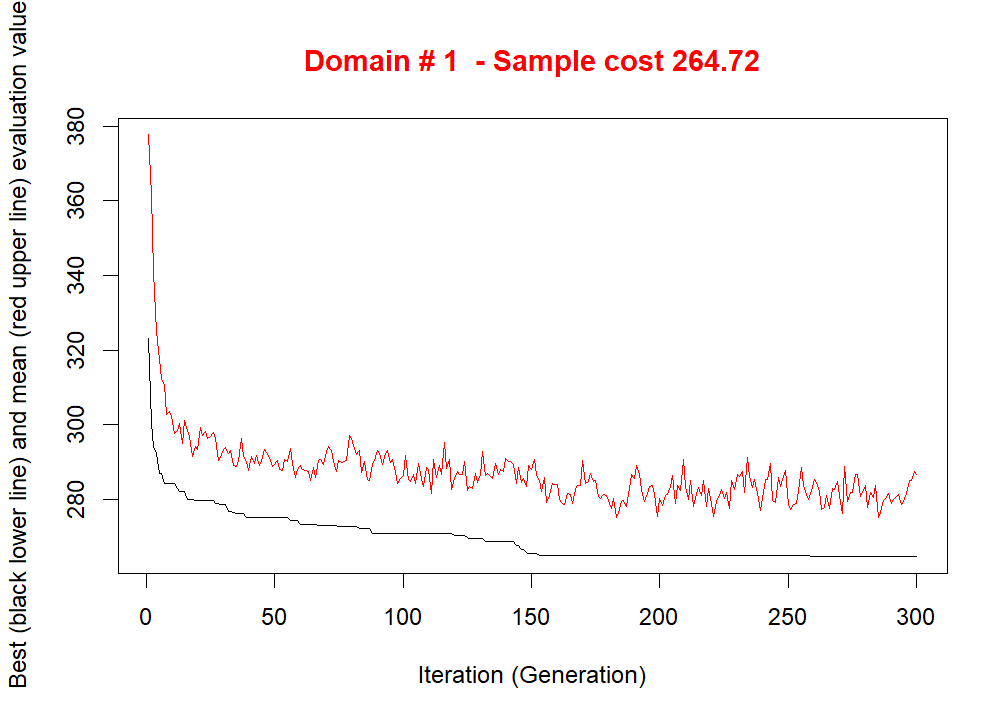 Domain # 1  - Sample cost 264.72
Best (black lower line) and mean (red upper line) evaluation value
380
360
340
320
300
280
0 50 100 150 200 250 300
Iteration (Generation)